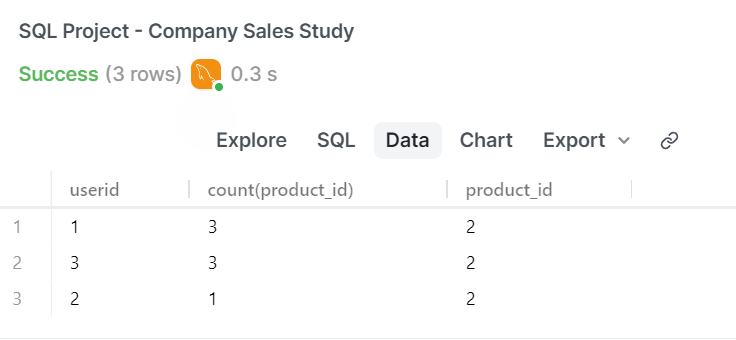 SQL Project - Company Sales Study
Success (3 rows) 0.3 s
Explore SQL Data Chart Export
userid count(product_id) product_id
1 1 3 2
2 3 3 2
3 2 1 2